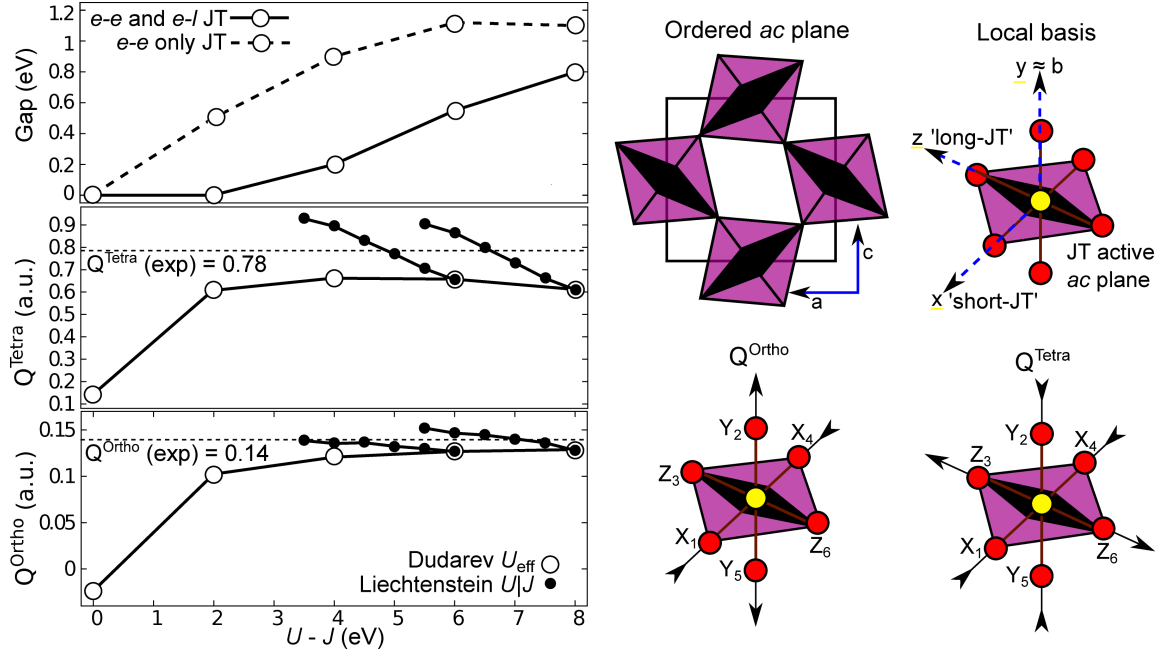 e-e and e-l JT
e-e only JT
Gap (eV)
1.2
1
0.8
0.6
0.4
0.2
0
Q^Tetra (a.u.)
0.9
0.8
0.7
0.6
0.5
0.4
0.3
0.2
0.1
Q^Tetra (exp) = 0.78
Q^Ortho (a.u.)
0.15
0.1
0.05
0
Q^Ortho (exp) = 0.14
Dudarev U_eff
Liechtenstein U|J
0 1 2 3 4 5 6 7 8
U - J (eV)
Ordered ac plane
c
a
Local basis
y ≈ b
z 'long-JT'
x 'short-JT'
JT active
ac plane
Q^Ortho
Y2
X4
Z3
X1
Z6
Y5
Q^Tetra
Y2
X4
Z3
X1
Z6
Y5